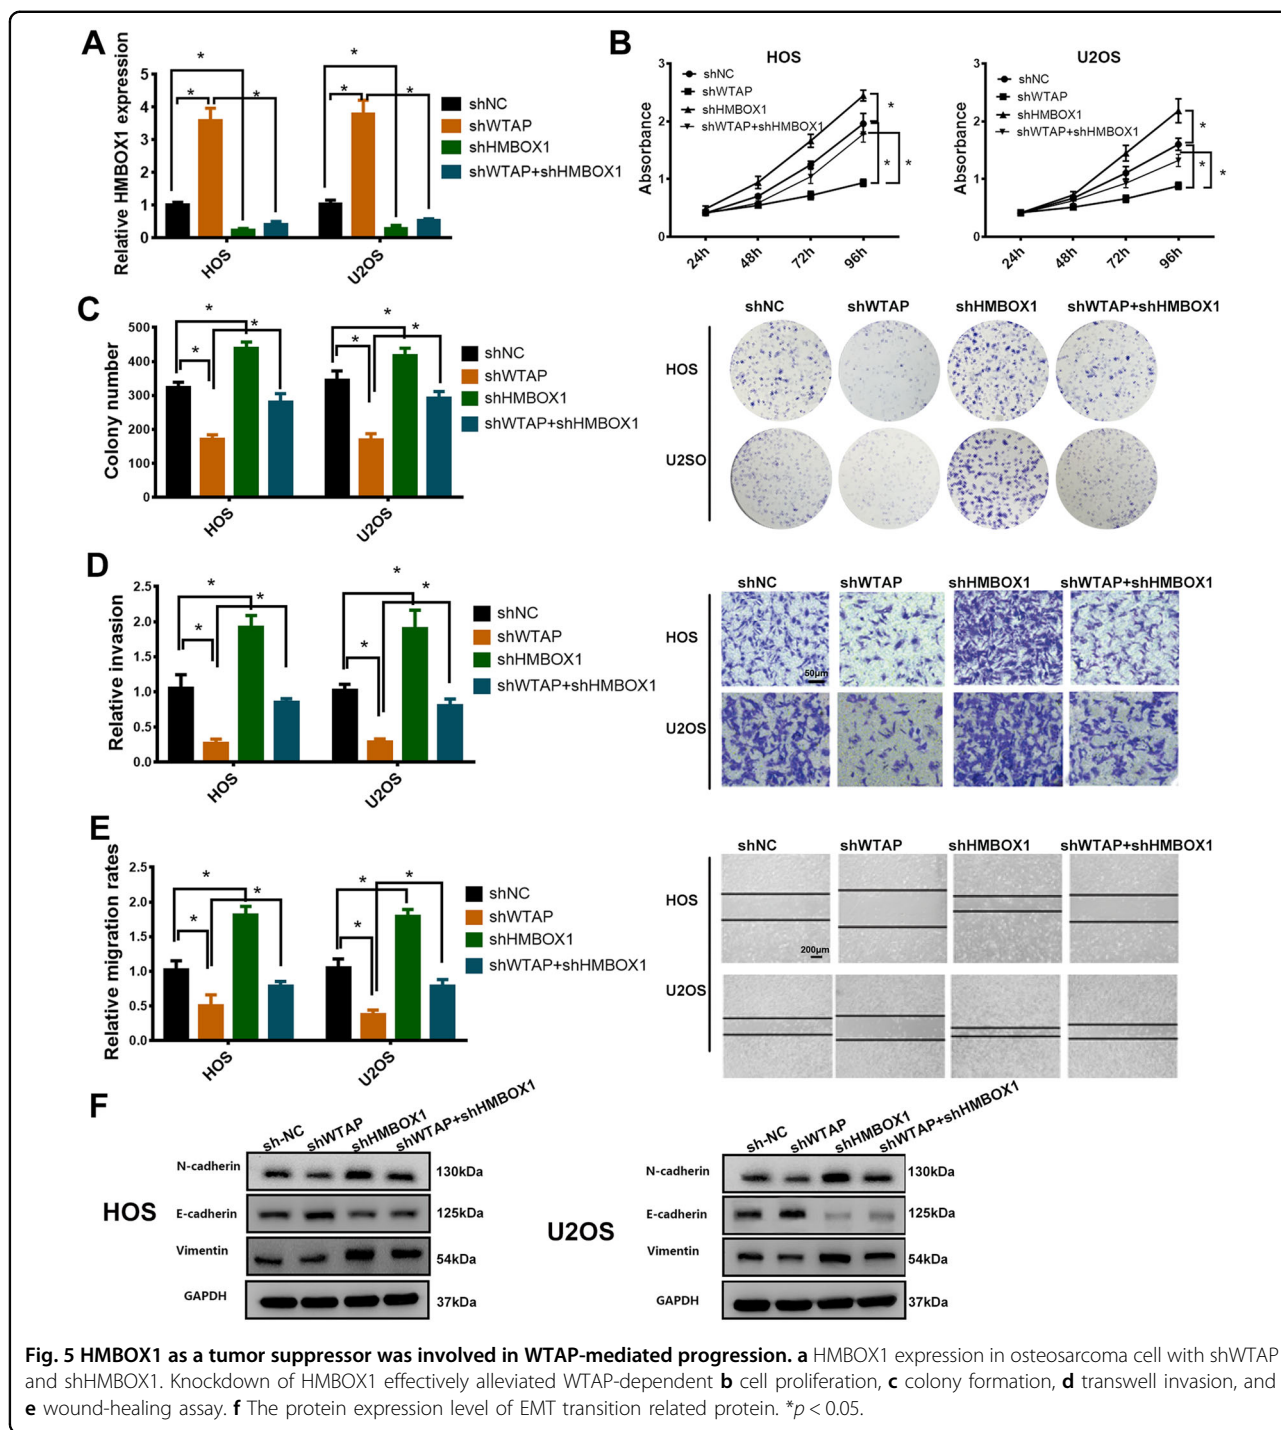 A
Relative HMBOX1 expression
5
4
3
2
1
0
* * * * * *
HOS
U2OS
shNC
shWTAP
shHMBOX1
shWTAP+shHMBOX1
B
HOS
Absorbance
3
2
1
0
shNC
shWTAP
shHMBOX1
shWTAP+shHMBOX1
* * *
24h 48h 72h 96h
U2OS
Absorbance
3
2
1
0
shNC
shWTAP
shHMBOX1
shWTAP+shHMBOX1
* * *
24h 48h 72h 96h
C
Colony number
500
400
300
200
100
0
* * * * * *
HOS
U2OS
shNC
shWTAP
shHMBOX1
shWTAP+shHMBOX1
shNC shWTAP shHMBOX1 shWTAP+shHMBOX1
HOS
U2SO
D
Relative invasion
2.5
2.0
1.5
1.0
0.5
0.0
* * * * * *
HOS
U2OS
shNC
shWTAP
shHMBOX1
shWTAP+shHMBOX1
shNC shWTAP shHMBOX1 shWTAP+shHMBOX1
HOS
50μm
U2OS
E
Relative migration rates
2.5
2.0
1.5
1.0
0.5
0.0
* * * * * *
HOS
U2OS
shNC
shWTAP
shHMBOX1
shWTAP+shHMBOX1
shNC shWTAP shHMBOX1 shWTAP+shHMBOX1
HOS
200μm
U2OS
F
HOS
sh-NC shWTAP shHMBOX1 shWTAP+shHMBOX1
N-cadherin 130kDa
E-cadherin 125kDa
Vimentin 54kDa
GAPDH 37kDa
U2OS
sh-NC shWTAP shHMBOX1 shWTAP+shHMBOX1
N-cadherin 130kDa
E-cadherin 125kDa
Vimentin 54kDa
GAPDH 37kDa
Fig. 5 HMBOX1 as a tumor suppressor was involved in WTAP-mediated progression. a HMBOX1 expression in osteosarcoma cell with shWTAP
and shHMBOX1. Knockdown of HMBOX1 effectively alleviated WTAP-dependent b cell proliferation, c colony formation, d transwell invasion, and
e wound-healing assay. f The protein expression level of EMT transition related protein. *p < 0.05.